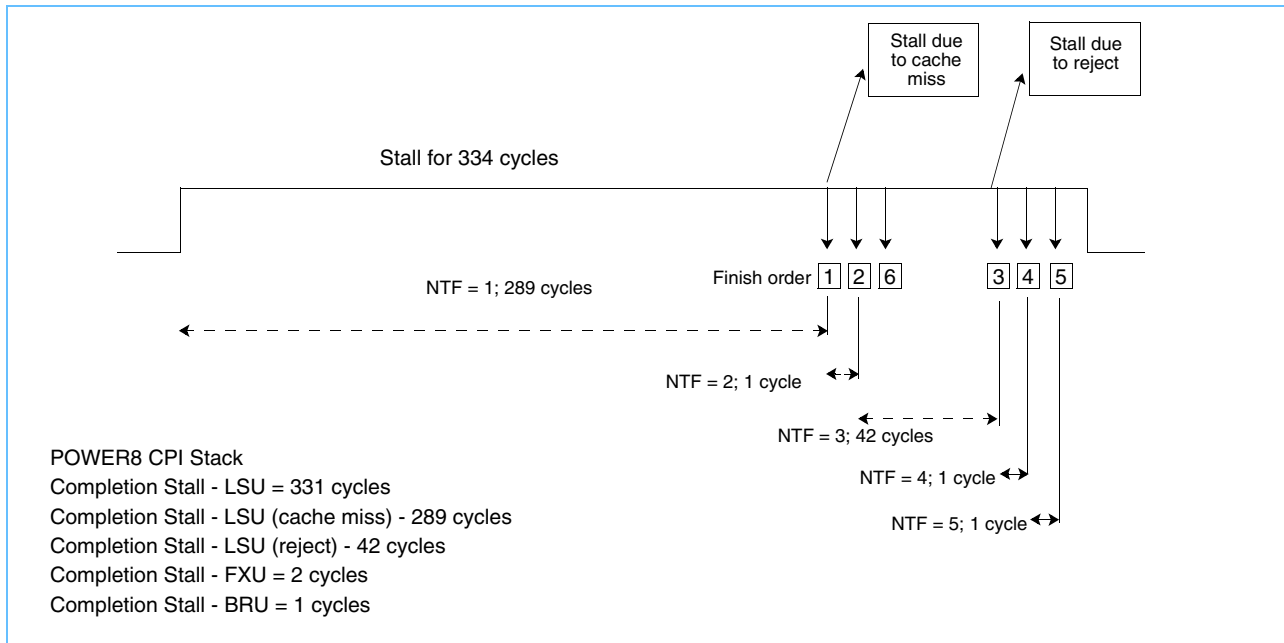 Stall due
to cache
miss
Stall due
to reject
Stall for 334 cycles
Finish order 1 2 6 3 4 5
NTF = 1; 289 cycles
NTF = 2; 1 cycle
NTF = 3; 42 cycles
NTF = 4; 1 cycle
NTF = 5; 1 cycle
POWER8 CPI Stack
Completion Stall - LSU = 331 cycles
Completion Stall - LSU (cache miss) - 289 cycles
Completion Stall - LSU (reject) - 42 cycles
Completion Stall - FXU = 2 cycles
Completion Stall - BRU = 1 cycles